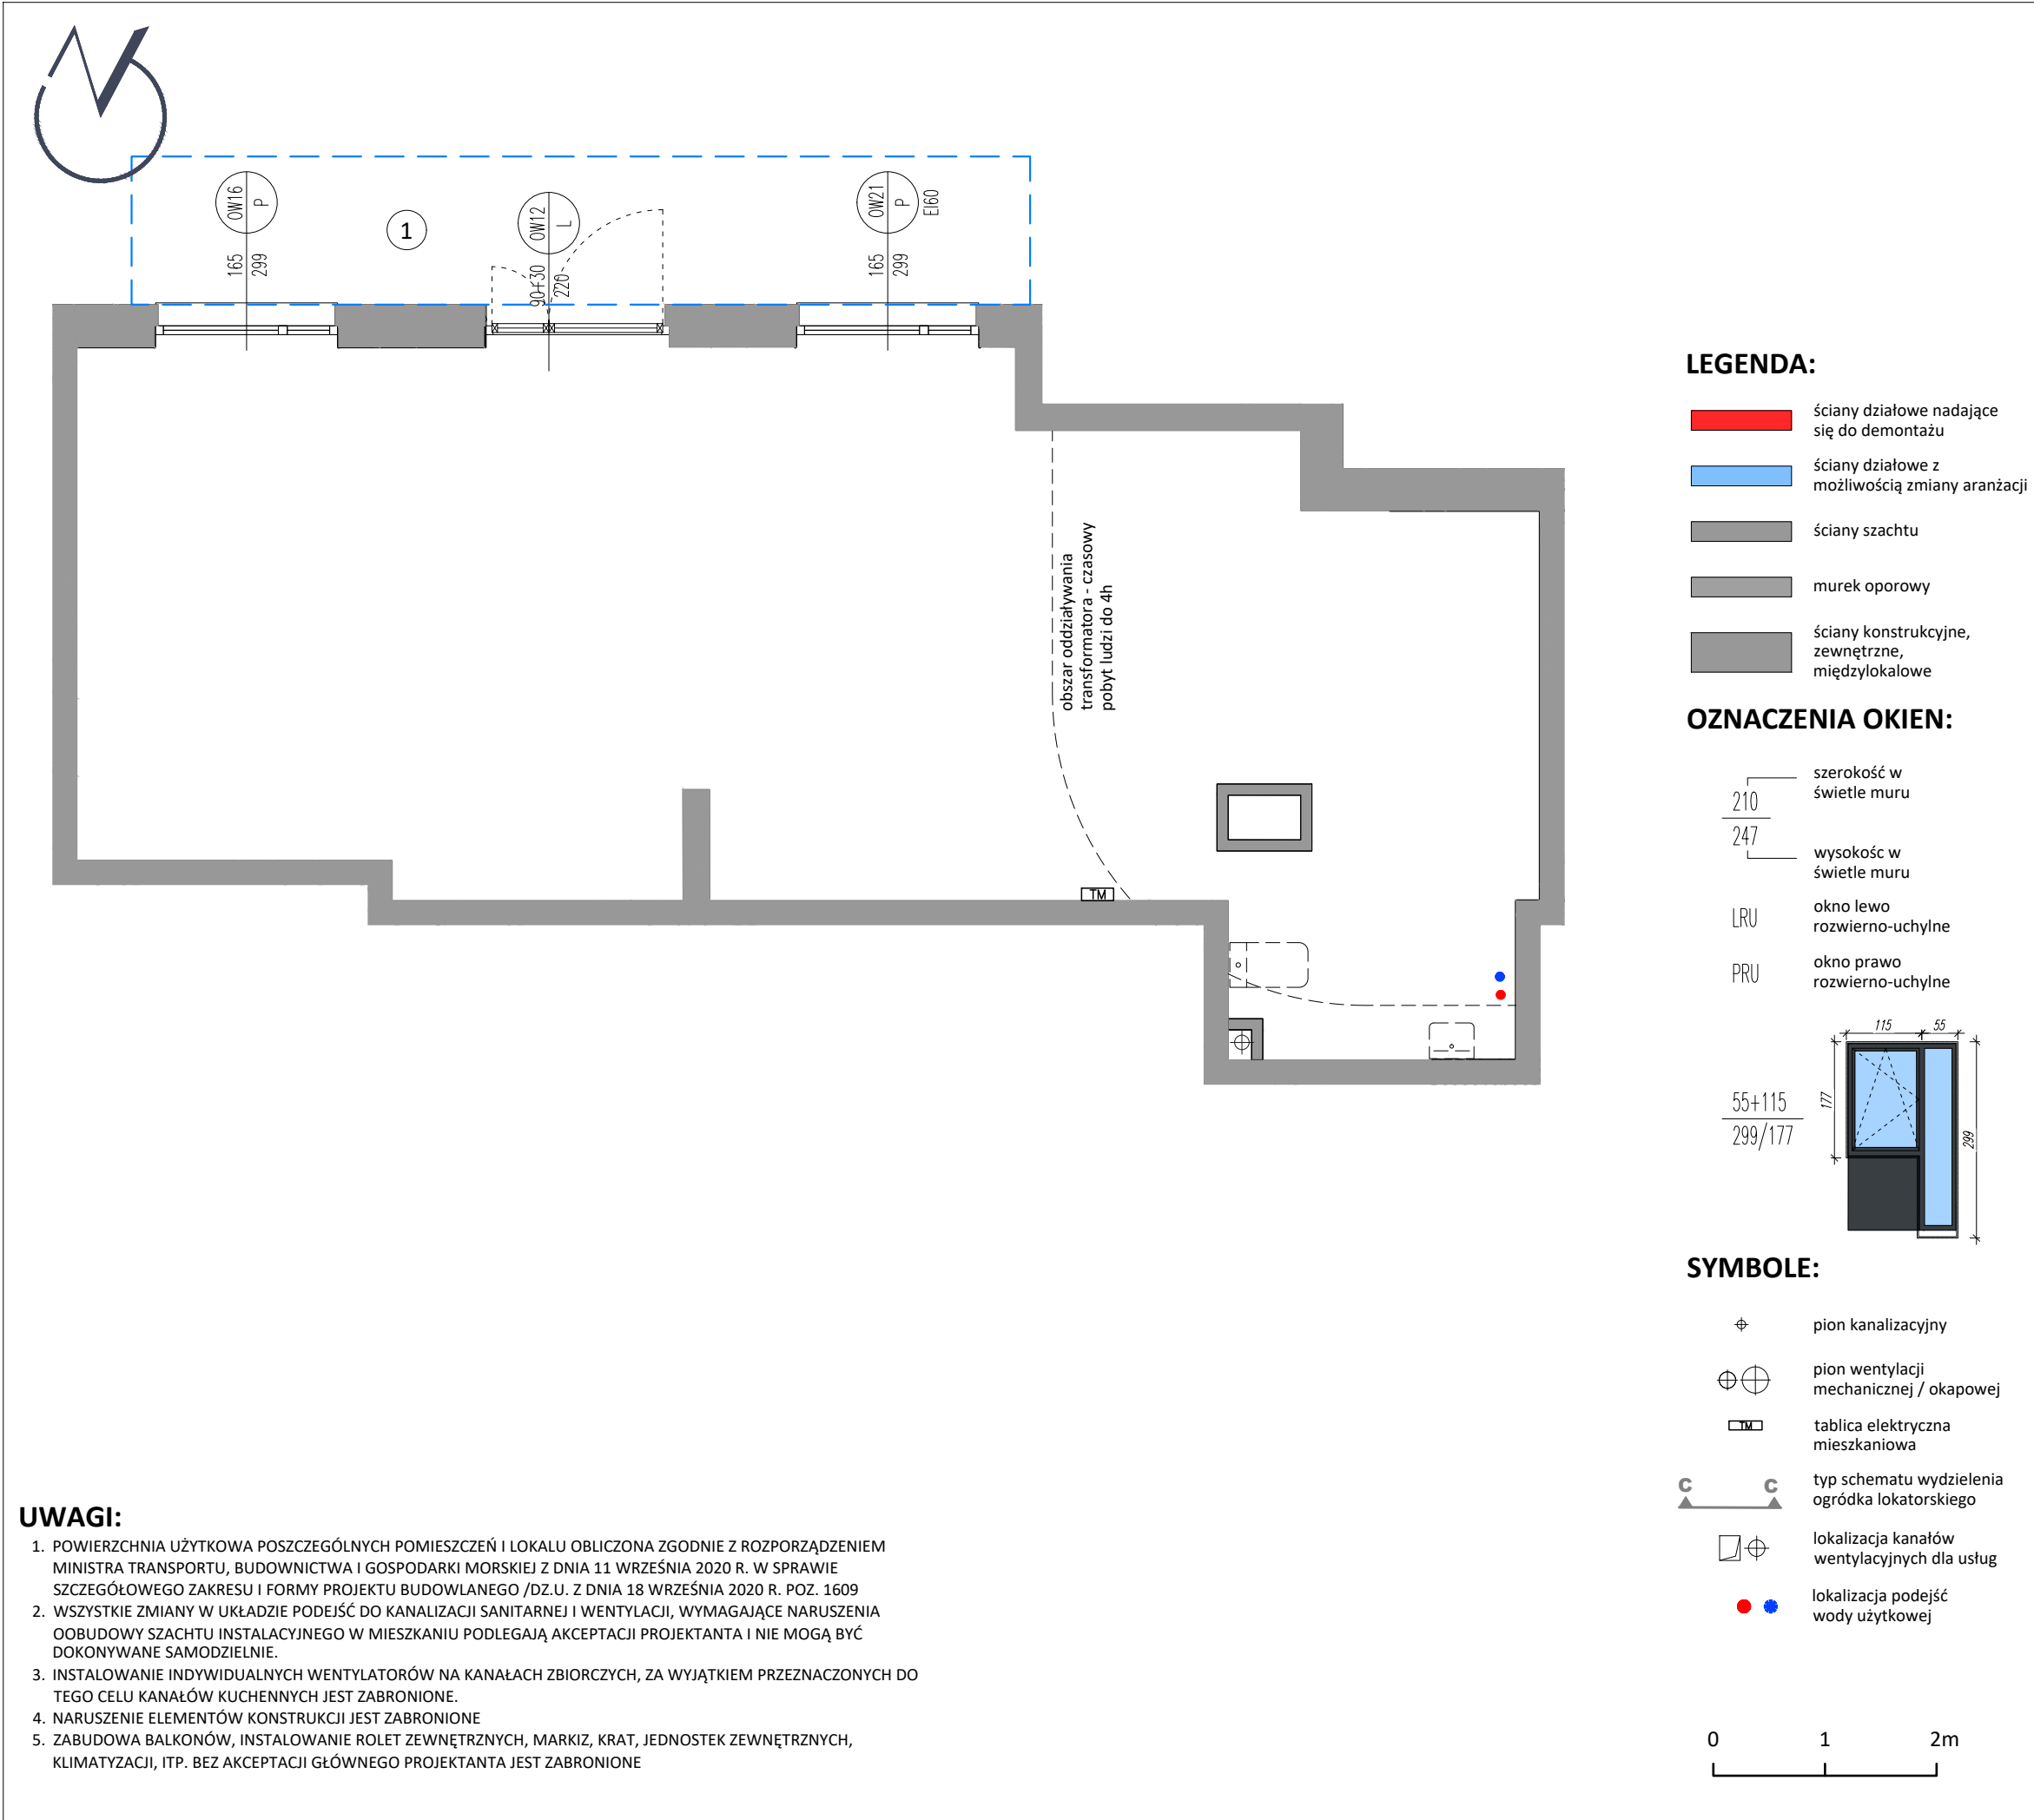 OW16
P
165
299
1
OW12
L
90+30
220
OW21
P
EI60
165
299
obszar oddziaływania
transformatora - czasowy
pobyt ludzi do 4h
TM
LEGENDA:
ściany działowe nadające
się do demontażu
ściany działowe z
możliwością zmiany aranżacji
ściany szachtu
murek oporowy
ściany konstrukcyjne,
zewnętrzne,
międzylokalowe
OZNACZENIA OKIEN:
210
247
szerokość w
świetle muru
wysokośc w
świetle muru
LRU
okno lewo
rozwierno-uchylne
PRU
okno prawo
rozwierno-uchylne
55+115
299/177
115
55
177
299
SYMBOLE:
pion kanalizacyjny
pion wentylacji
mechanicznej / okapowej
TM
tablica elektryczna
mieszkaniowa
C C
typ schematu wydzielenia
ogródka lokatorskiego
lokalizacja kanałów
wentylacyjnych dla usług
lokalizacja podejść
wody użytkowej
0 1 2m
UWAGI:
1. POWIERZCHNIA UŻYTKOWA POSZCZEGÓLNYCH POMIESZCZEŃ I LOKALU OBLICZONA ZGODNIE Z ROZPORZĄDZENIEM
MINISTRA TRANSPORTU, BUDOWNICTWA I GOSPODARKI MORSKIEJ Z DNIA 11 WRZEŚNIA 2020 R. W SPRAWIE
SZCZEGÓŁOWEGO ZAKRESU I FORMY PROJEKTU BUDOWLANEGO /DZ.U. Z DNIA 18 WRZEŚNIA 2020 R. POZ. 1609
2. WSZYSTKIE ZMIANY W UKŁADZIE PODEJŚĆ DO KANALIZACJI SANITARNEJ I WENTYLACJI, WYMAGAJĄCE NARUSZENIA
OOBUDOWY SZACHTU INSTALACYJNEGO W MIESZKANIU PODLEGAJĄ AKCEPTACJI PROJEKTANTA I NIE MOGĄ BYĆ
DOKONYWANE SAMODZIELNIE.
3. INSTALOWANIE INDYWIDUALNYCH WENTYLATORÓW NA KANAŁACH ZBIORCZYCH, ZA WYJĄTKIEM PRZEZNACZONYCH DO
TEGO CELU KANAŁÓW KUCHENNYCH JEST ZABRONIONE.
4. NARUSZENIE ELEMENTÓW KONSTRUKCJI JEST ZABRONIONE
5. ZABUDOWA BALKONÓW, INSTALOWANIE ROLET ZEWNĘTRZNYCH, MARKIZ, KRAT, JEDNOSTEK ZEWNĘTRZNYCH,
KLIMATYZACJI, ITP. BEZ AKCEPTACJI GŁÓWNEGO PROJEKTANTA JEST ZABRONIONE